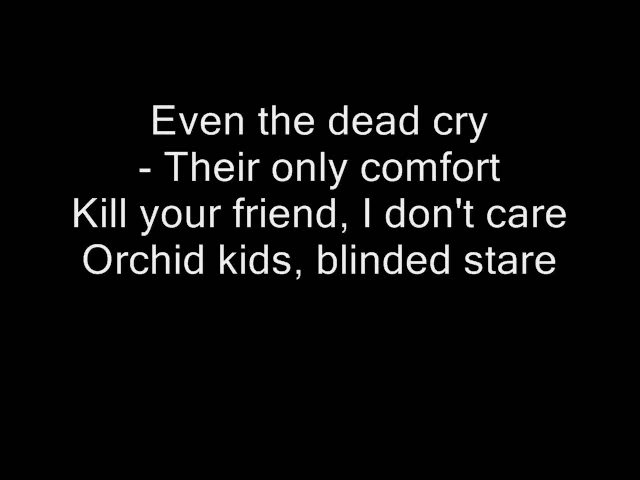 Even the dead cry
- Their only comfort
Kill your friend, I don't care
Orchid kids, blinded stare